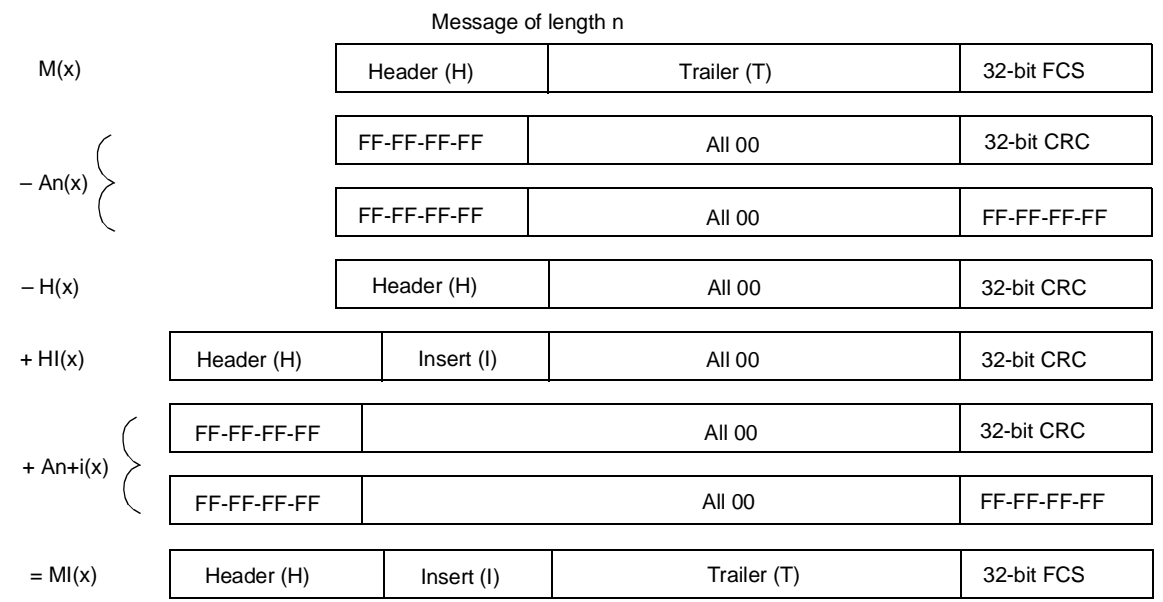 Message of length n
M(x) Header (H) Trailer (T) 32-bit FCS
FF-FF-FF-FF All 00 32-bit CRC
– An(x)
FF-FF-FF-FF All 00 FF-FF-FF-FF
– H(x) Header (H) All 00 32-bit CRC
+ HI(x) Header (H) Insert (I) All 00 32-bit CRC
FF-FF-FF-FF All 00 32-bit CRC
+ An+i(x)
FF-FF-FF-FF All 00 FF-FF-FF-FF
= MI(x) Header (H) Insert (I) Trailer (T) 32-bit FCS